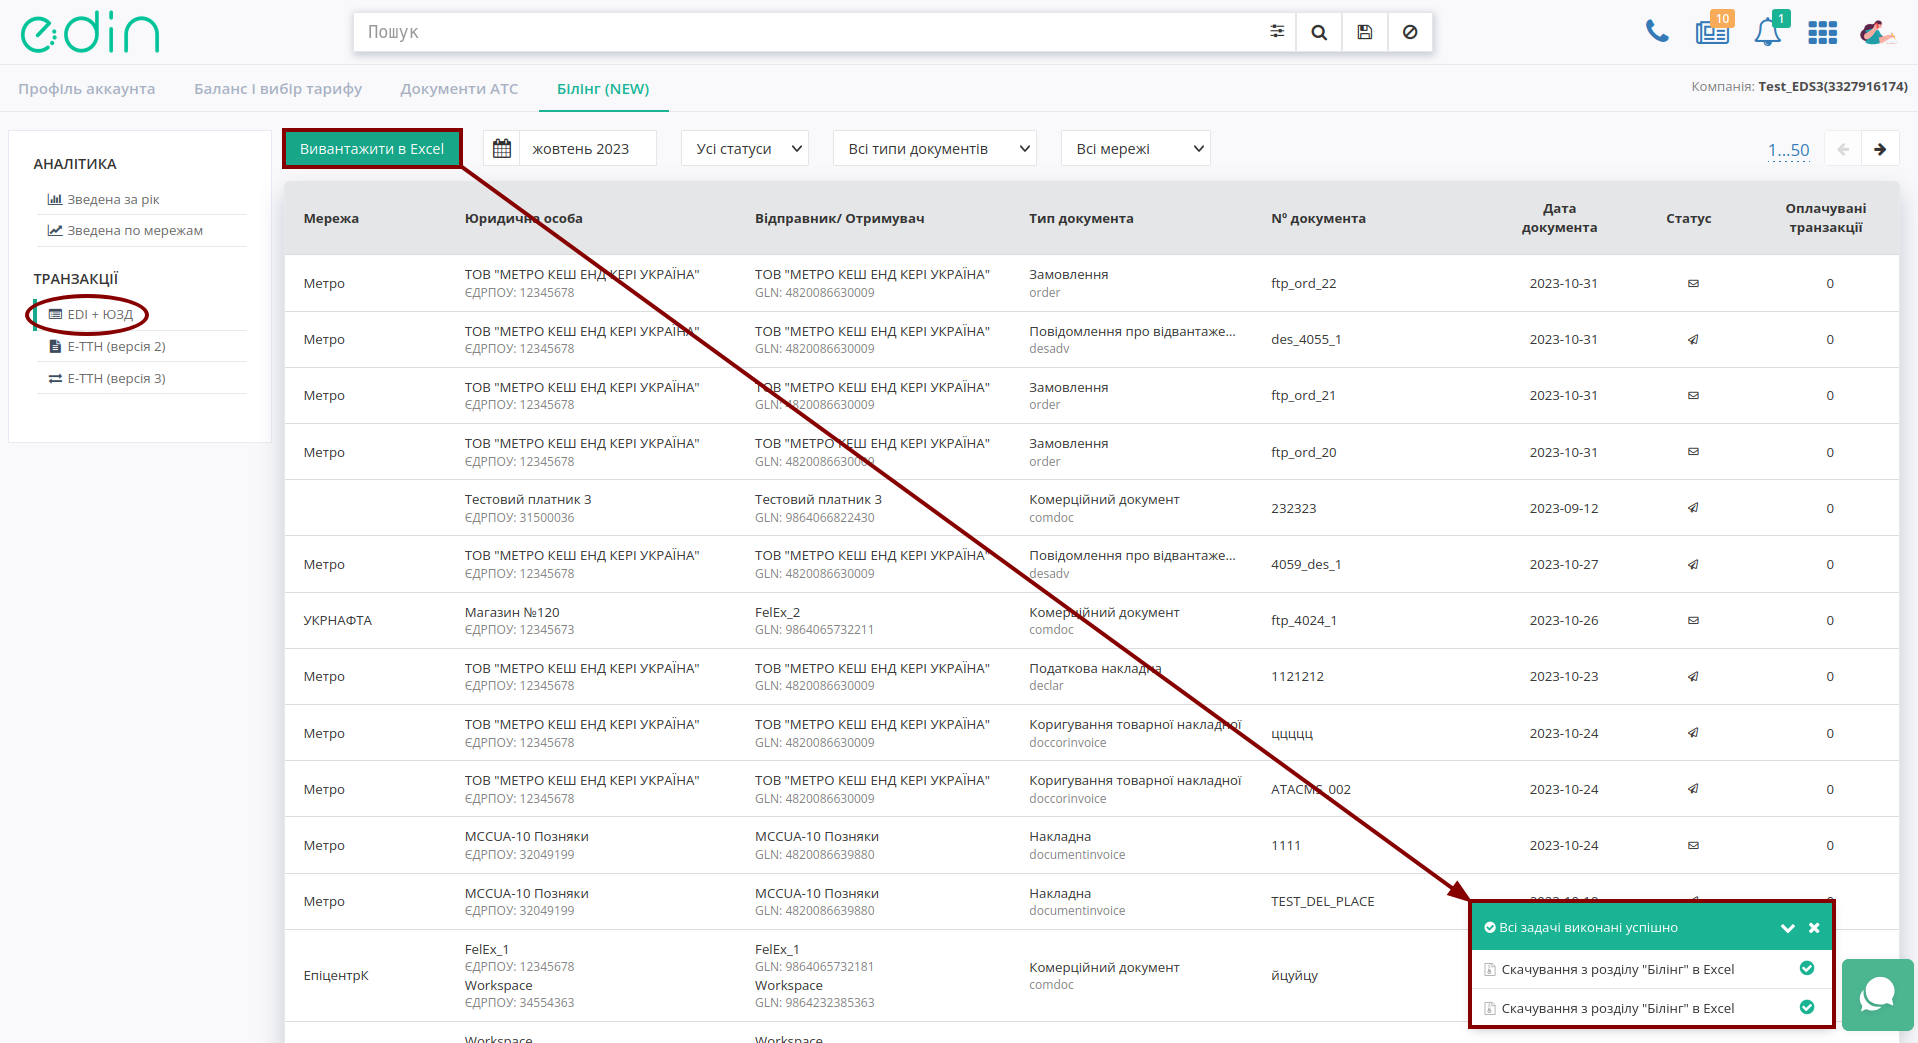 edin
Пошук
10
1
Профіль аккаунта
Баланс і вибір тарифу
Документи АТС
Білінг (NEW)
Компанія: Test_EDS3(3327916174)
АНАЛІТИКА
Зведена за рік
Зведена по мережам
ТРАНЗАКЦІЇ
EDI + ЮЗД
Е-ТТН (версія 2)
Е-ТТН (версія 3)
Вивантажити в Excel
жовтень 2023
Усі статуси
Всі типи документів
Всі мережі
1...50
Мережа Юридична особа Відправник/ Отримувач Тип документа № документа Дата документа Статус Оплачувані транзакції
Метро ТОВ "МЕТРО КЕШ ЕНД КЕРІ УКРАЇНА" ТОВ "МЕТРО КЕШ ЕНД КЕРІ УКРАЇНА" Замовлення ftp_ord_22 2023-10-31 0
ЄДРПОУ: 12345678 GLN: 4820086630009 order
Метро ТОВ "МЕТРО КЕШ ЕНД КЕРІ УКРАЇНА" ТОВ "МЕТРО КЕШ ЕНД КЕРІ УКРАЇНА" Повідомлення про відвантаже... des_4055_1 2023-10-31 0
ЄДРПОУ: 12345678 GLN: 4820086630009 desadv
Метро ТОВ "МЕТРО КЕШ ЕНД КЕРІ УКРАЇНА" ТОВ "МЕТРО КЕШ ЕНД КЕРІ УКРАЇНА" Замовлення ftp_ord_21 2023-10-31 0
ЄДРПОУ: 12345678 GLN: 4820086630009 order
Метро ТОВ "МЕТРО КЕШ ЕНД КЕРІ УКРАЇНА" ТОВ "МЕТРО КЕШ ЕНД КЕРІ УКРАЇНА" Замовлення ftp_ord_20 2023-10-31 0
ЄДРПОУ: 12345678 GLN: 4820086630009 order
Тестовий платник 3 Тестовий платник 3 Комерційний документ 232323 2023-09-12 0
ЄДРПОУ: 31500036 GLN: 9864066822430 comdoc
Метро ТОВ "МЕТРО КЕШ ЕНД КЕРІ УКРАЇНА" ТОВ "МЕТРО КЕШ ЕНД КЕРІ УКРАЇНА" Повідомлення про відвантаже... 4059_des_1 2023-10-27 0
ЄДРПОУ: 12345678 GLN: 4820086630009 desadv
УКРНАФТА Магазин №120 FelEx_2 Комерційний документ ftp_4024_1 2023-10-26 0
ЄДРПОУ: 12345673 GLN: 9864065732211 comdoc
Метро ТОВ "МЕТРО КЕШ ЕНД КЕРІ УКРАЇНА" ТОВ "МЕТРО КЕШ ЕНД КЕРІ УКРАЇНА" Податкова накладна 1121212 2023-10-23 0
ЄДРПОУ: 12345678 GLN: 4820086630009 declar
Метро ТОВ "МЕТРО КЕШ ЕНД КЕРІ УКРАЇНА" ТОВ "МЕТРО КЕШ ЕНД КЕРІ УКРАЇНА" Коригування товарної накладної ццццц 2023-10-24 0
ЄДРПОУ: 12345678 GLN: 4820086630009 doccorinvoice
Метро ТОВ "МЕТРО КЕШ ЕНД КЕРІ УКРАЇНА" ТОВ "МЕТРО КЕШ ЕНД КЕРІ УКРАЇНА" Коригування товарної накладної ATACMS_002 2023-10-24 0
ЄДРПОУ: 12345678 GLN: 4820086630009 doccorinvoice
Метро MCCUA-10 Позняки MCCUA-10 Позняки Накладна 1111 2023-10-24 0
ЄДРПОУ: 32049199 GLN: 4820086639880 documentinvoice
Метро MCCUA-10 Позняки MCCUA-10 Позняки Накладна TEST_DEL_PLACE
ЄДРПОУ: 32049199 GLN: 4820086639880 documentinvoice
ЕпіцентрК FelEx_1 FelEx_1 Комерційний документ йцуйцу
ЄДРПОУ: 12345678 GLN: 9864065732181 comdoc
Workspace Workspace
ЄДРПОУ: 34554363 GLN: 9864232385363
Workspace Workspace
Всі задачі виконані успішно
Скачування з розділу "Білінг" в Excel
Скачування з розділу "Білінг" в Excel